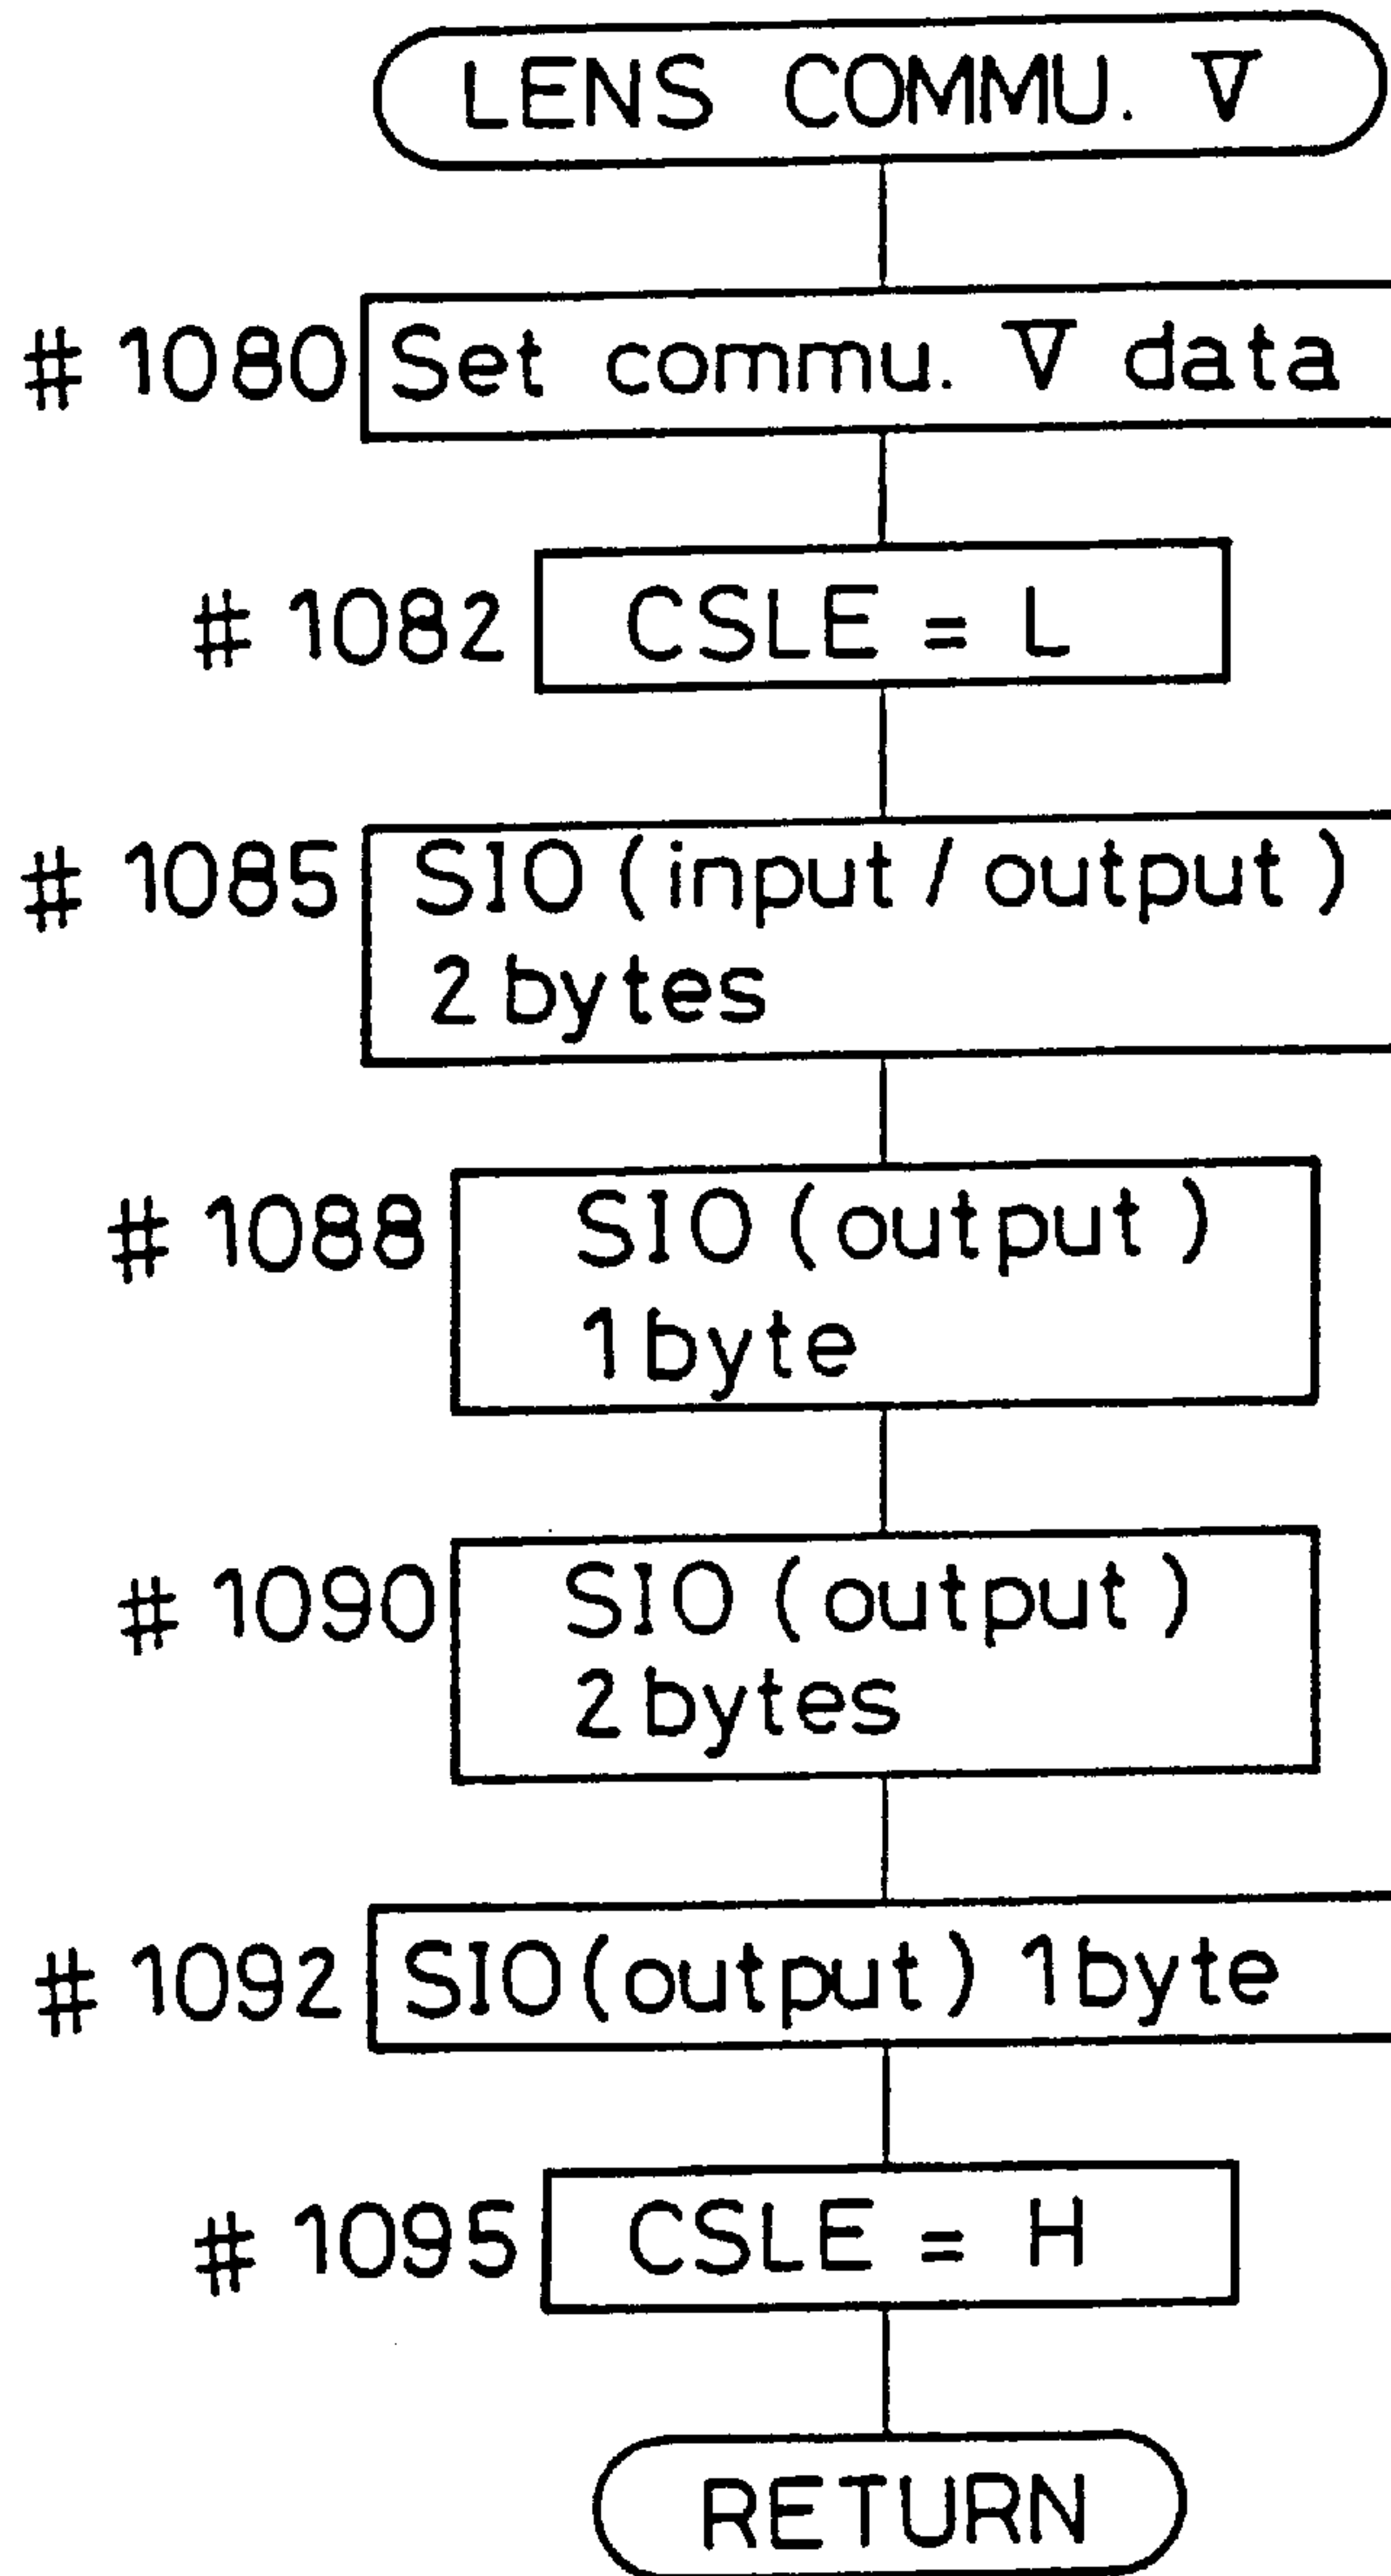 LENS COMMU. V
# 1080 Set commu. V data
# 1082 CSLE = L
# 1085 SIO (input / output)
2 bytes
# 1088 SIO (output)
1 byte
# 1090 SIO (output)
2 bytes
# 1092 SIO (output) 1 byte
# 1095 CSLE = H
RETURN